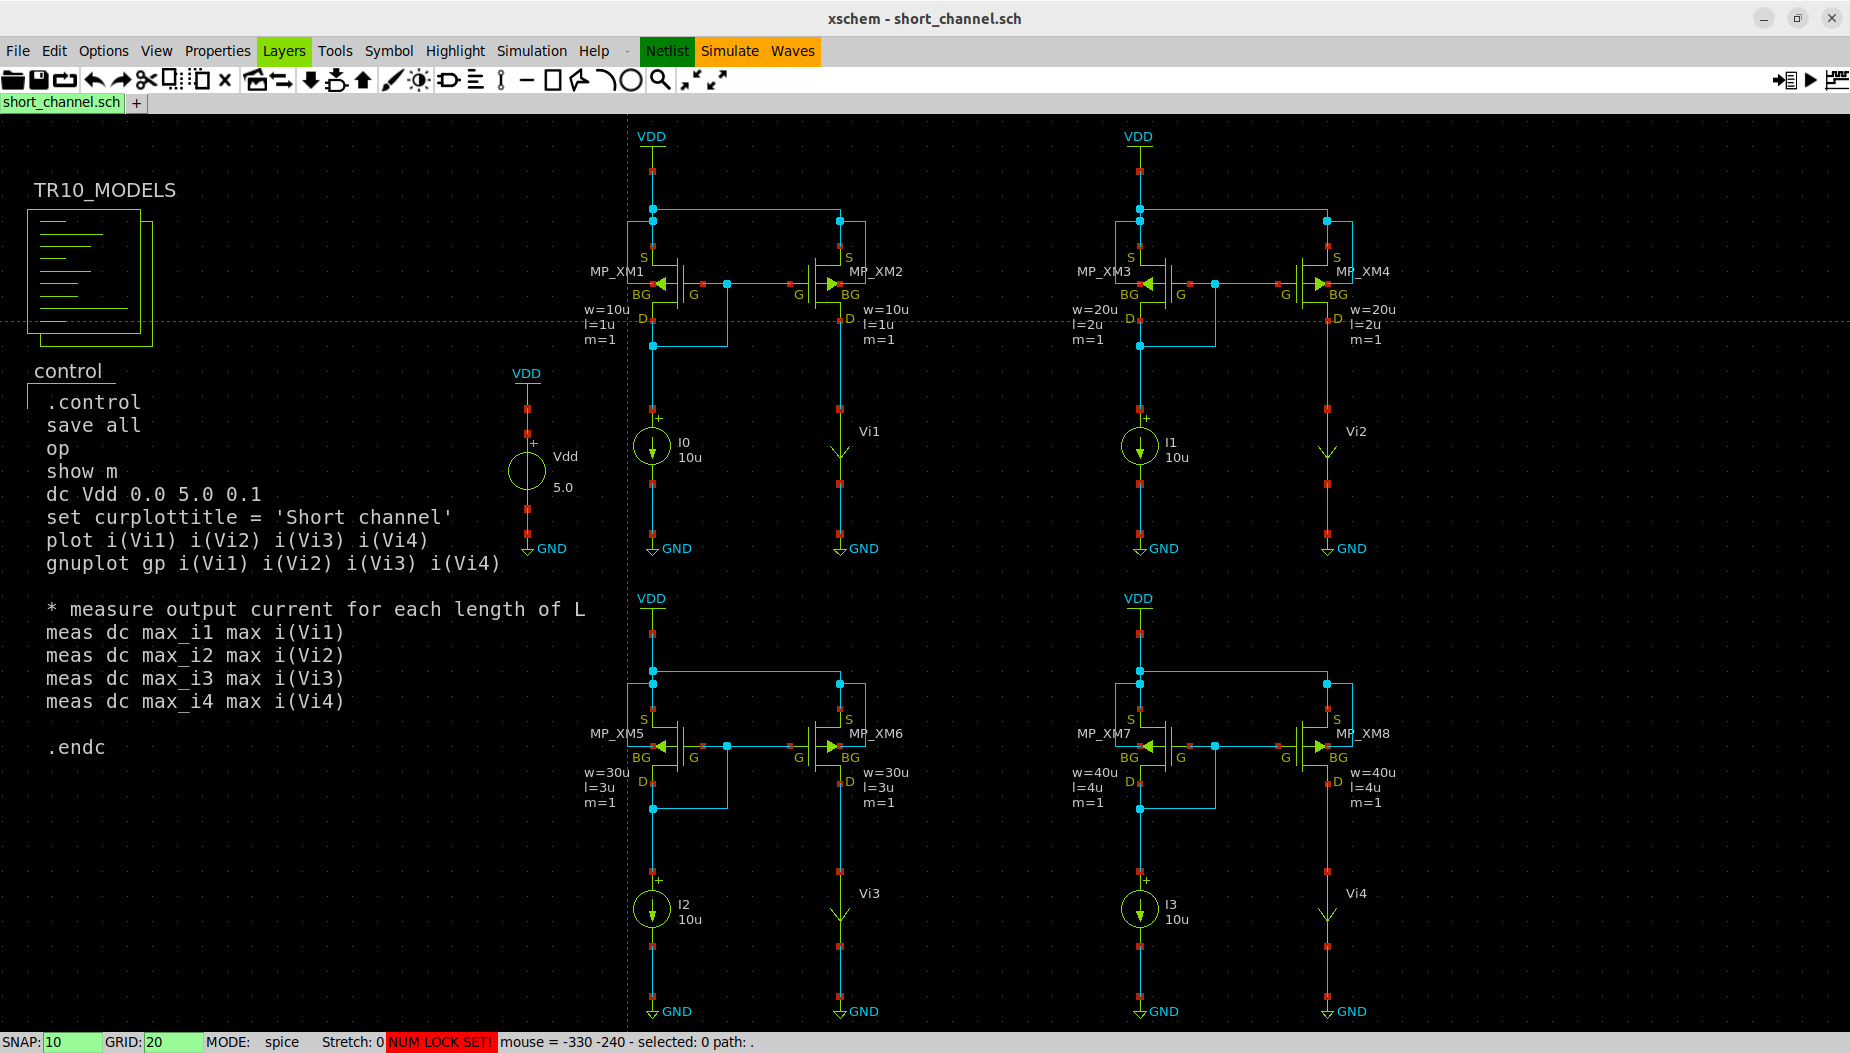 xschem - short_channel.sch
File Edit Options View Properties Layers Tools Symbol Highlight Simulation Help - Netlist Simulate Waves
short_channel.sch +
VDD VDD
TR10_MODELS
S S S S
MP_XM1 MP_XM2 MP_XM3 MP_XM4
BG G G BG BG G G BG
w=10u w=10u w=20u w=20u
D D D D
l=1u l=1u l=2u l=2u
m=1 m=1 m=1 m=1
control
VDD
.control
save all
op
show m
dc Vdd 0.0 5.0 0.1
set curplottitle = 'Short channel'
plot i(Vi1) i(Vi2) i(Vi3) i(Vi4)
gnuplot gp i(Vi1) i(Vi2) i(Vi3) i(Vi4)
* measure output current for each length of L
meas dc max_i1 max i(Vi1)
meas dc max_i2 max i(Vi2)
meas dc max_i3 max i(Vi3)
meas dc max_i4 max i(Vi4)
.endc
+
Vdd
5.0
GND
+
I0
10u
GND
Vi1
GND
+
I1
10u
GND
Vi2
GND
VDD VDD
S S S S
MP_XM5 MP_XM6 MP_XM7 MP_XM8
BG G G BG BG G G BG
w=30u w=30u w=40u w=40u
D D D D
l=3u l=3u l=4u l=4u
m=1 m=1 m=1 m=1
+
I2
10u
GND
Vi3
GND
+
I3
10u
GND
Vi4
GND
SNAP: 10 GRID: 20 MODE: spice Stretch: 0 NUM LOCK SET! mouse = -330 -240 - selected: 0 path: .